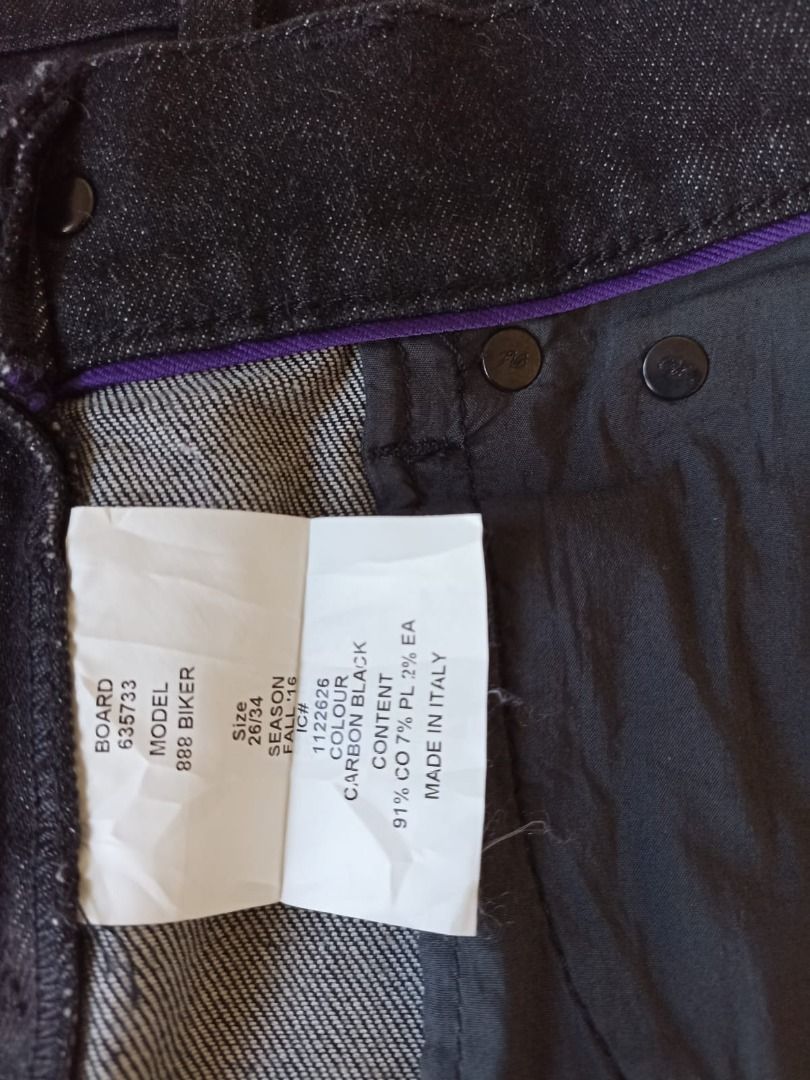 BOARD
635733
MODEL
888 BIKER
Size
26/34
SEASON
FALL '16
IC#
1122626
COLOUR
CARBON BLACK
CONTENT
91% CO 7% PL 2% EA
MADE IN ITALY